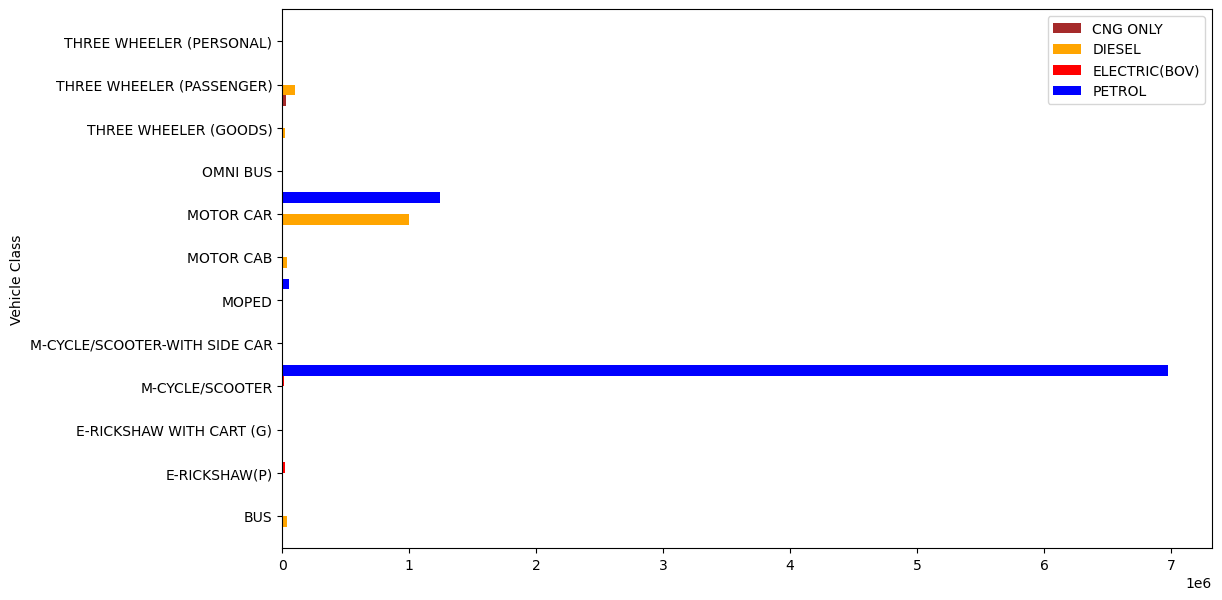 CNG ONLY
DIESEL
ELECTRIC(BOV)
PETROL
Vehicle Class
THREE WHEELER (PERSONAL)
THREE WHEELER (PASSENGER)
THREE WHEELER (GOODS)
OMNI BUS
MOTOR CAR
MOTOR CAB
MOPED
M-CYCLE/SCOOTER-WITH SIDE CAR
M-CYCLE/SCOOTER
E-RICKSHAW WITH CART (G)
E-RICKSHAW(P)
BUS
0 1 2 3 4 5 6 7
1e6